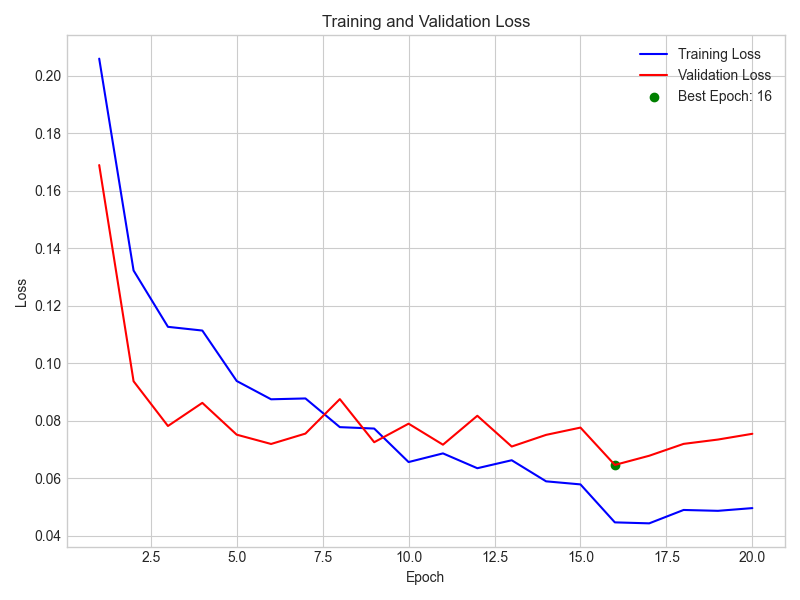 Training and Validation Loss
Training Loss
Validation Loss
Best Epoch: 16
Loss
0.20
0.18
0.16
0.14
0.12
0.10
0.08
0.06
0.04
2.5
5.0
7.5
10.0
12.5
15.0
17.5
20.0
Epoch